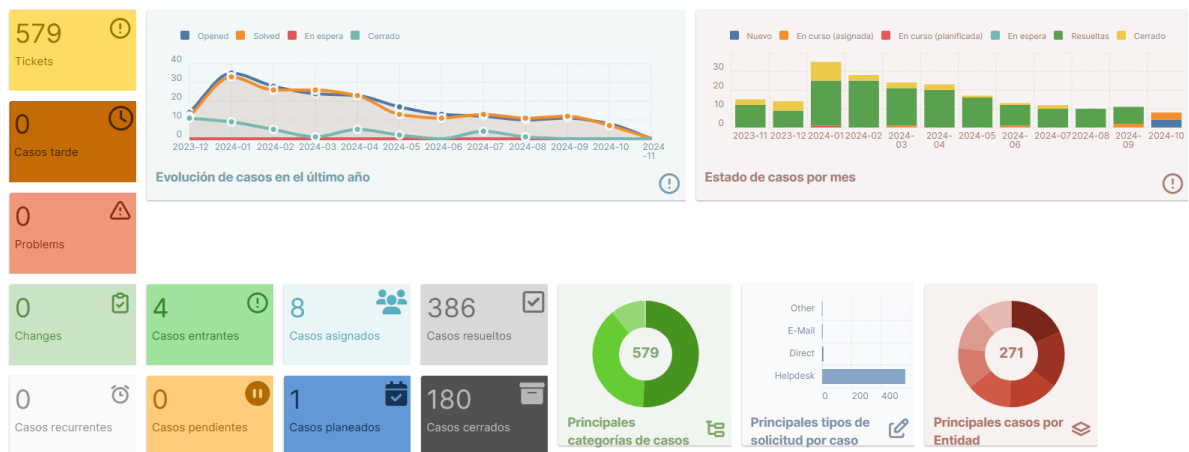 579
Tickets
0
Casos tarde
0
Problems
Opened Solved En espera Cerrado
40
30
20
10
0
2023-12 2024-01 2024-02 2024-03 2024-04 2024-05 2024-06 2024-07 2024-08 2024-09 2024-10 2024
-11
Evolución de casos en el último año
Nuevo En curso (asignada) En curso (planificada) En espera Resueltas Cerrado
30
20
10
0
2023-11 2023-12 2024-01 2024-02 2024-
03 2024-
04 2024-05 2024-
06 2024-07 2024-08 2024-
09 2024-10
Estado de casos por mes
0
Changes
4
Casos entrantes
8
Casos asignados
386
Casos resueltos
0
Casos recurrentes
0
Casos pendientes
1
Casos planeados
180
Casos cerrados
579
Principales
categorías de casos
Other
E-Mail
Direct
Helpdesk
0 200 400
Principales tipos de
solicitud por caso
271
Principales casos por
Entidad